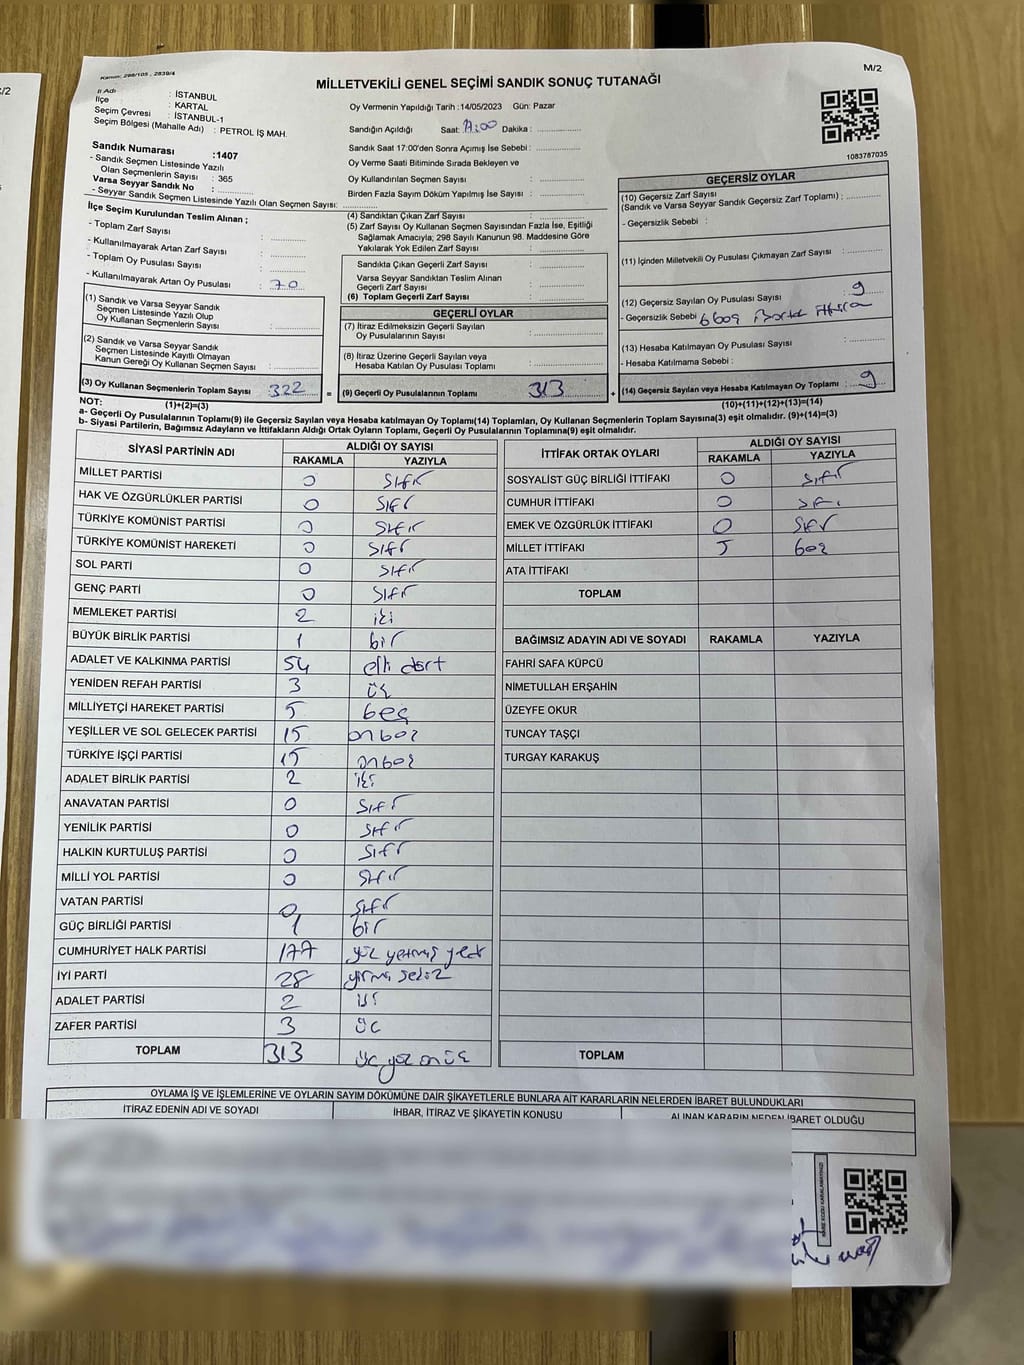 Kanun: 298/105 , 2839/4
M/2
MİLLETVEKİLİ GENEL SEÇİMİ SANDIK SONUÇ TUTANAĞI
İl Adı : İSTANBUL
İlçe : KARTAL
Seçim Çevresi : İSTANBUL-1
Seçim Bölgesi (Mahalle Adı) : PETROL İŞ MAH.
Sandık Numarası :1407
- Sandık Seçmen Listesinde Yazılı
Olan Seçmenlerin Sayısı : 365
Varsa Seyyar Sandık No :
- Seyyar Sandık Seçmen Listesinde Yazılı Olan Seçmen Sayısı:
Oy Vermenin Yapıldığı Tarih :14/05/2023 Gün: Pazar
Sandığın Açıldığı Saat: 17:00 Dakika :
Sandık Saat 17:00'den Sonra Açımış İse Sebebi :
Oy Verme Saati Bitiminde Sırada Bekleyen ve
Oy Kullandırılan Seçmen Sayısı :
Birden Fazla Sayım Döküm Yapılmış İse Sayısı :
1083787035
İlçe Seçim Kurulundan Teslim Alınan ;
- Toplam Zarf Sayısı :
- Kullanılmayarak Artan Zarf Sayısı :
- Toplam Oy Pusulası Sayısı :
- Kullanılmayarak Artan Oy Pusulası : 70
(1) Sandık ve Varsa Seyyar Sandık
Seçmen Listesinde Yazılı Olup
Oy Kullanan Seçmenlerin Sayısı :
(2) Sandık ve Varsa Seyyar Sandık
Seçmen Listesinde Kayıtlı Olmayan
Kanun Gereği Oy Kullanan Seçmen Sayısı :
(3) Oy Kullanan Seçmenlerin Toplam Sayısı 322 =
(1)+(2)=(3)
(4) Sandıktan Çıkan Zarf Sayısı :
(5) Zarf Sayısı Oy Kullanan Seçmen Sayısından Fazla İse, Eşitliği
Sağlamak Amacıyla; 298 Sayılı Kanunun 98. Maddesine Göre
Yakılarak Yok Edilen Zarf Sayısı :
Sandıkta Çıkan Geçerli Zarf Sayısı :
Varsa Seyyar Sandıktan Teslim Alınan
Geçerli Zarf Sayısı :
(6) Toplam Geçerli Zarf Sayısı :
GEÇERLİ OYLAR
(7) İtiraz Edilmeksizin Geçerli Sayılan
Oy Pusulalarının Sayısı :
(8) İtiraz Üzerine Geçerli Sayılan veya
Hesaba Katılan Oy Pusulası Toplamı :
(9) Geçerli Oy Pusulalarının Toplamı : 313 +
GEÇERSİZ OYLAR
(10) Geçersiz Zarf Sayısı
(Sandık ve Varsa Seyyar Sandık Geçersiz Zarf Toplamı) :
- Geçersizlik Sebebi :
(11) İçinden Milletvekili Oy Pusulası Çıkmayan Zarf Sayısı :
(12) Geçersiz Sayılan Oy Pusulası Sayısı : 9
- Geçersizlik Sebebi
(13) Hesaba Katılmayan Oy Pusulası Sayısı :
- Hesaba Katılmama Sebebi :
(14) Geçersiz Sayılan veya Hesaba Katılmayan Oy Toplamı : 9
(10)+(11)+(12)+(13)=(14)
NOT:
a- Geçerli Oy Pusulalarının Toplamı(9) ile Geçersiz Sayılan veya Hesaba katılmayan Oy Toplamı(14) Toplamları, Oy Kullanan Seçmenlerin Toplam Sayısına(3) eşit olmalıdır. (9)+(14)=(3)
b- Siyasi Partilerin, Bağımsız Adayların ve İttifakların Aldığı Ortak Oyların Toplamı, Geçerli Oy Pusulalarının Toplamına(9) eşit olmalıdır.
SİYASİ PARTİNİN ADI ALDIĞI OY SAYISI
RAKAMLA YAZIYLA
MİLLET PARTİSİ 0 sıfır
HAK VE ÖZGÜRLÜKLER PARTİSİ 0 sıfır
TÜRKİYE KOMÜNİST PARTİSİ 0 sıfır
TÜRKİYE KOMÜNİST HAREKETİ 0 sıfır
SOL PARTİ 0 sıfır
GENÇ PARTİ 0 sıfır
MEMLEKET PARTİSİ 2 iki
BÜYÜK BİRLİK PARTİSİ 1 bir
ADALET VE KALKINMA PARTİSİ 54 elli dört
YENİDEN REFAH PARTİSİ 3 üç
MİLLİYETÇİ HAREKET PARTİSİ 5 beş
YEŞİLLER VE SOL GELECEK PARTİSİ 15 on beş
TÜRKİYE İŞÇİ PARTİSİ 15 on beş
ADALET BİRLİK PARTİSİ 2 iki
ANAVATAN PARTİSİ 0 sıfır
YENİLİK PARTİSİ 0 sıfır
HALKIN KURTULUŞ PARTİSİ 0 sıfır
MİLLİ YOL PARTİSİ 0 sıfır
VATAN PARTİSİ 0 sıfır
GÜÇ BİRLİĞİ PARTİSİ 1 bir
CUMHURİYET HALK PARTİSİ 177 yüz yetmiş yedi
İYİ PARTİ 28 yirmi sekiz
ADALET PARTİSİ 2 iki
ZAFER PARTİSİ 3 üç
TOPLAM 313 üç yüz on üç
İTTİFAK ORTAK OYLARI ALDIĞI OY SAYISI
RAKAMLA YAZIYLA
SOSYALİST GÜÇ BİRLİĞİ İTTİFAKI 0 sıfır
CUMHUR İTTİFAKI 0 sıfır
EMEK VE ÖZGÜRLÜK İTTİFAKI 0 sıfır
MİLLET İTTİFAKI 5 beş
ATA İTTİFAKI
TOPLAM
BAĞIMSIZ ADAYIN ADI VE SOYADI RAKAMLA YAZIYLA
FAHRİ SAFA KÜPCÜ
NİMETULLAH ERŞAHİN
ÜZEYFE OKUR
TUNCAY TAŞÇI
TURGAY KARAKUŞ
TOPLAM
OYLAMA İŞ VE İŞLEMLERİNE VE OYLARIN SAYIM DÖKÜMÜNE DAİR ŞİKAYETLERLE BUNLARA AİT KARARLARIN NELERDEN İBARET BULUNDUKLARI
İTİRAZ EDENİN ADI VE SOYADI İHBAR, İTİRAZ VE ŞİKAYETİN KONUSU ALINAN KARARIN NEDEN İBARET OLDUĞU